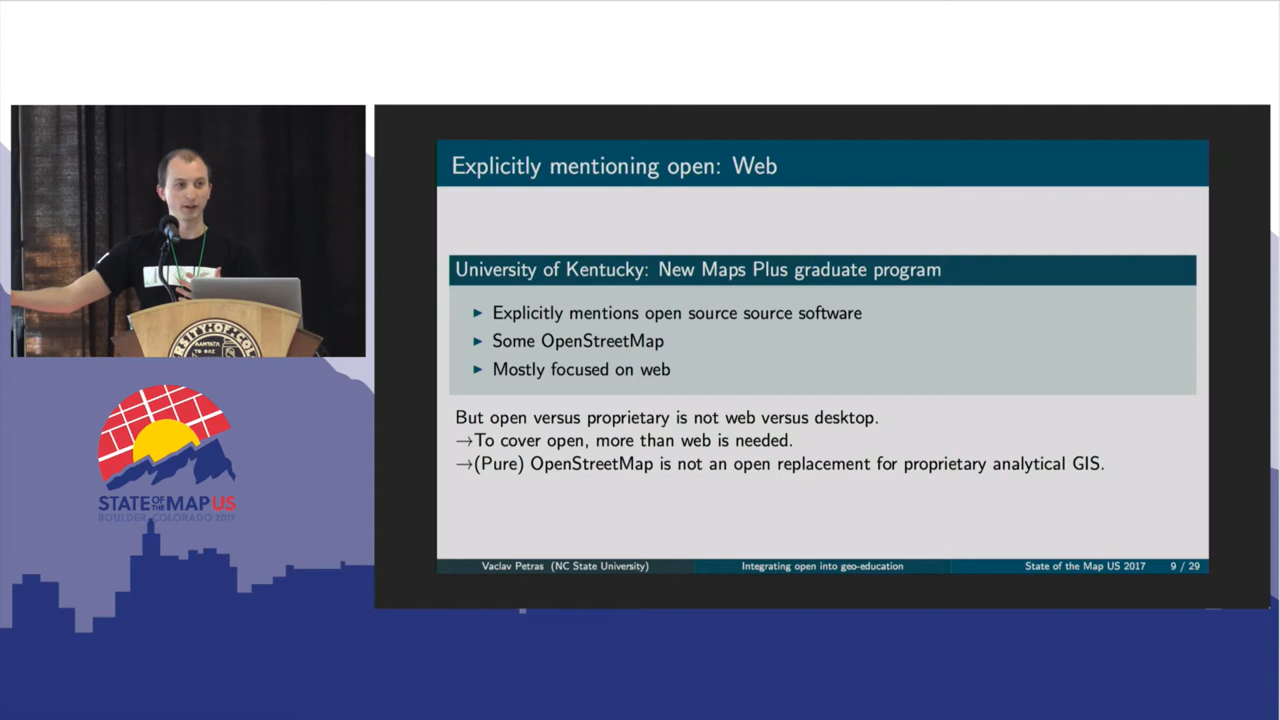 Explicitly mentioning open: Web
University of Kentucky: New Maps Plus graduate program
▶ Explicitly mentions open source source software
▶ Some OpenStreetMap
▶ Mostly focused on web
But open versus proprietary is not web versus desktop.
→To cover open, more than web is needed.
→(Pure) OpenStreetMap is not an open replacement for proprietary analytical GIS.
Vaclav Petras (NC State University) Integrating open into geo-education State of the Map US 2017 9 / 29
STATE OF THE MAP US
BOULDER, COLORADO 2017